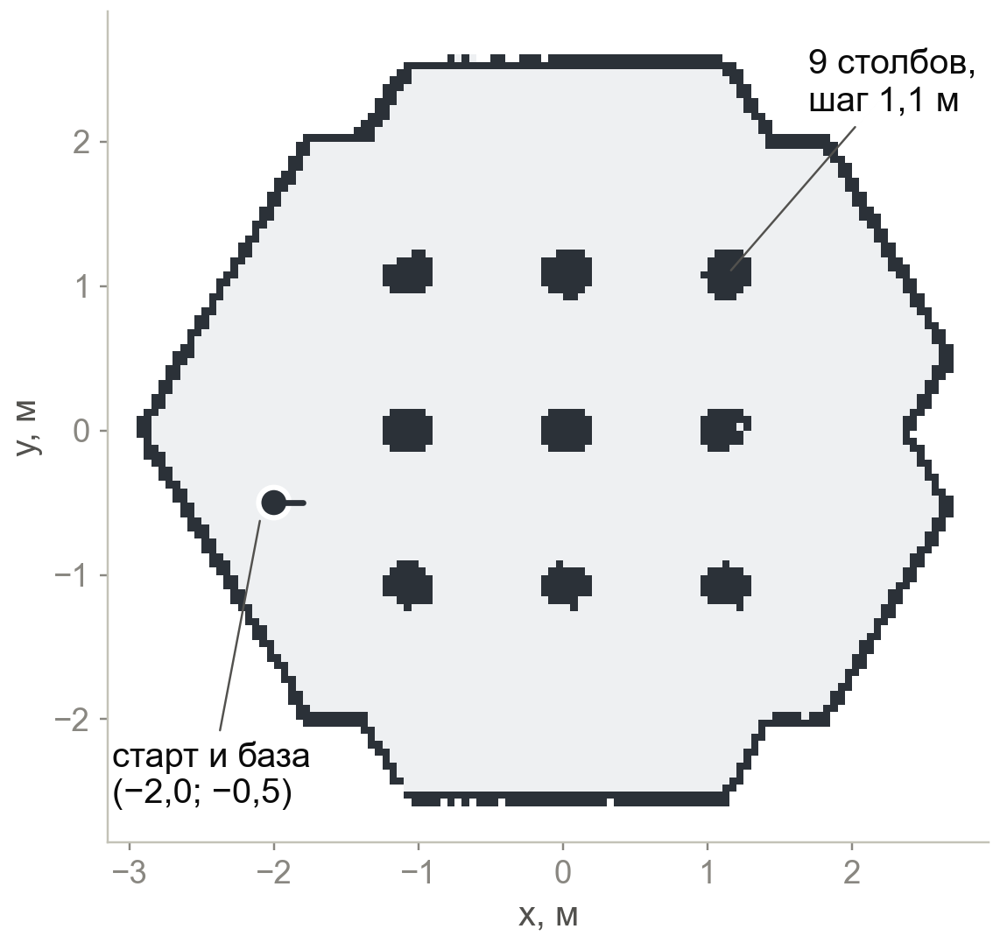 9 столбов,
шаг 1,1 м
2
1
0
−1
−2
y, м
старт и база
(−2,0; −0,5)
−3
−2
−1
0
1
2
x, м